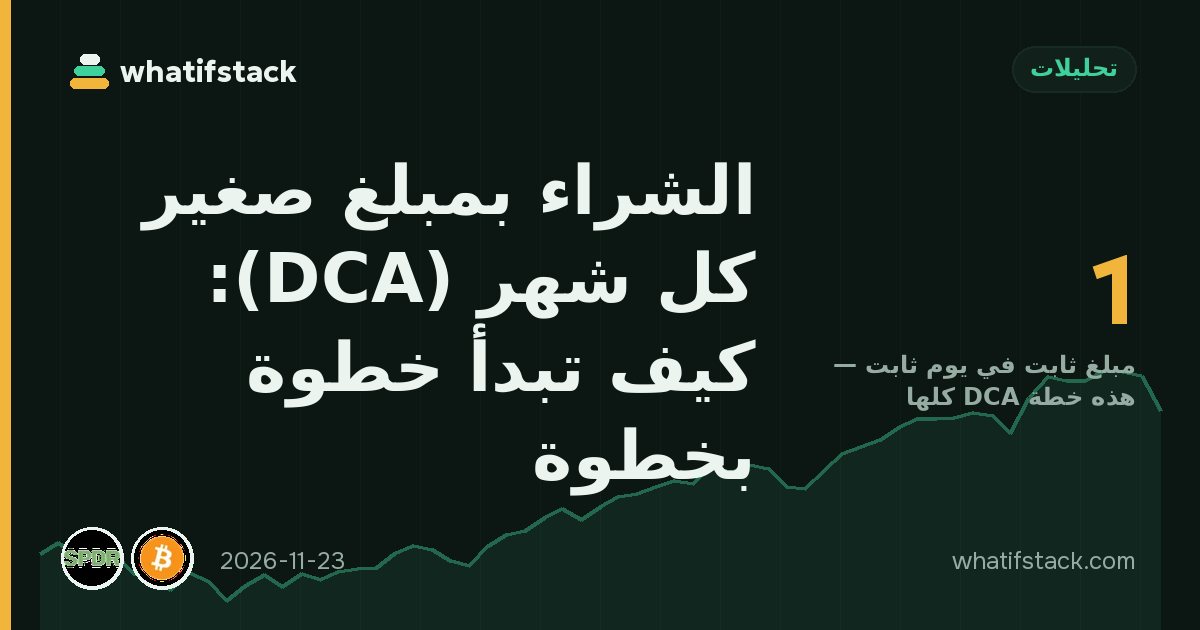 whatifstack
تحليلات
الشراء بمبلغ صغير
كل شهر (DCA):
كيف تبدأ خطوة
بخطوة
1
مبلغ ثابت في يوم ثابت —
هذه خطة DCA كلها
SPDR
2026-11-23
whatifstack.com